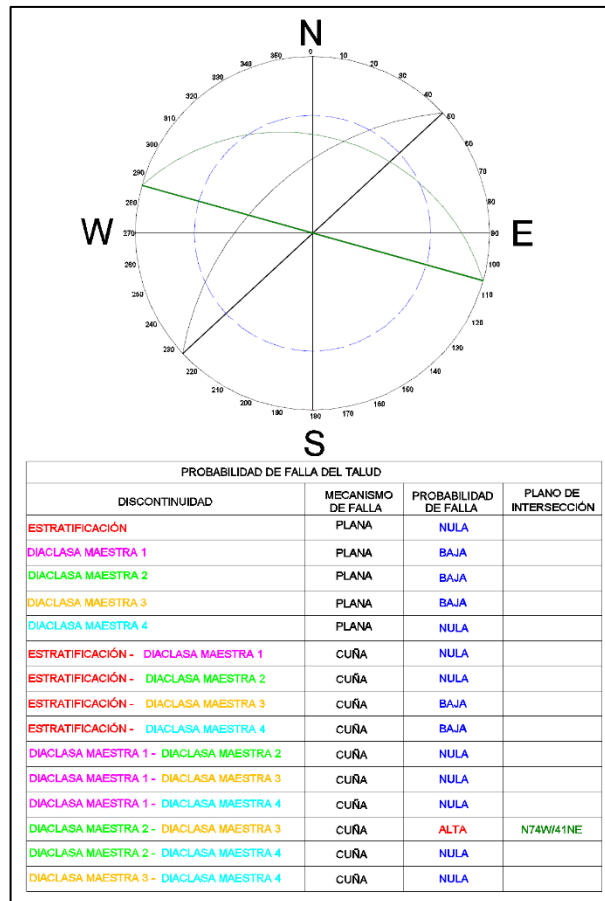 N
0
350
10
340
20
330
30
320
40
310
50
300
60
290
70
280
80
W
270
90
E
260
100
250
110
240
120
230
130
220
140
210
150
200
160
190
180
170
S
PROBABILIDAD DE FALLA DEL TALUD
DISCONTINUIDAD MECANISMO DE FALLA PROBABILIDAD DE FALLA PLANO DE INTERSECCIÓN
ESTRATIFICACIÓN PLANA NULA
DIACLASA MAESTRA 1 PLANA BAJA
DIACLASA MAESTRA 2 PLANA BAJA
DIACLASA MAESTRA 3 PLANA BAJA
DIACLASA MAESTRA 4 PLANA NULA
ESTRATIFICACIÓN - DIACLASA MAESTRA 1 CUÑA NULA
ESTRATIFICACIÓN - DIACLASA MAESTRA 2 CUÑA NULA
ESTRATIFICACIÓN - DIACLASA MAESTRA 3 CUÑA BAJA
ESTRATIFICACIÓN - DIACLASA MAESTRA 4 CUÑA BAJA
DIACLASA MAESTRA 1 - DIACLASA MAESTRA 2 CUÑA NULA
DIACLASA MAESTRA 1 - DIACLASA MAESTRA 3 CUÑA NULA
DIACLASA MAESTRA 1 - DIACLASA MAESTRA 4 CUÑA NULA
DIACLASA MAESTRA 2 - DIACLASA MAESTRA 3 CUÑA ALTA N74W/41NE
DIACLASA MAESTRA 2 - DIACLASA MAESTRA 4 CUÑA NULA
DIACLASA MAESTRA 3 - DIACLASA MAESTRA 4 CUÑA NULA